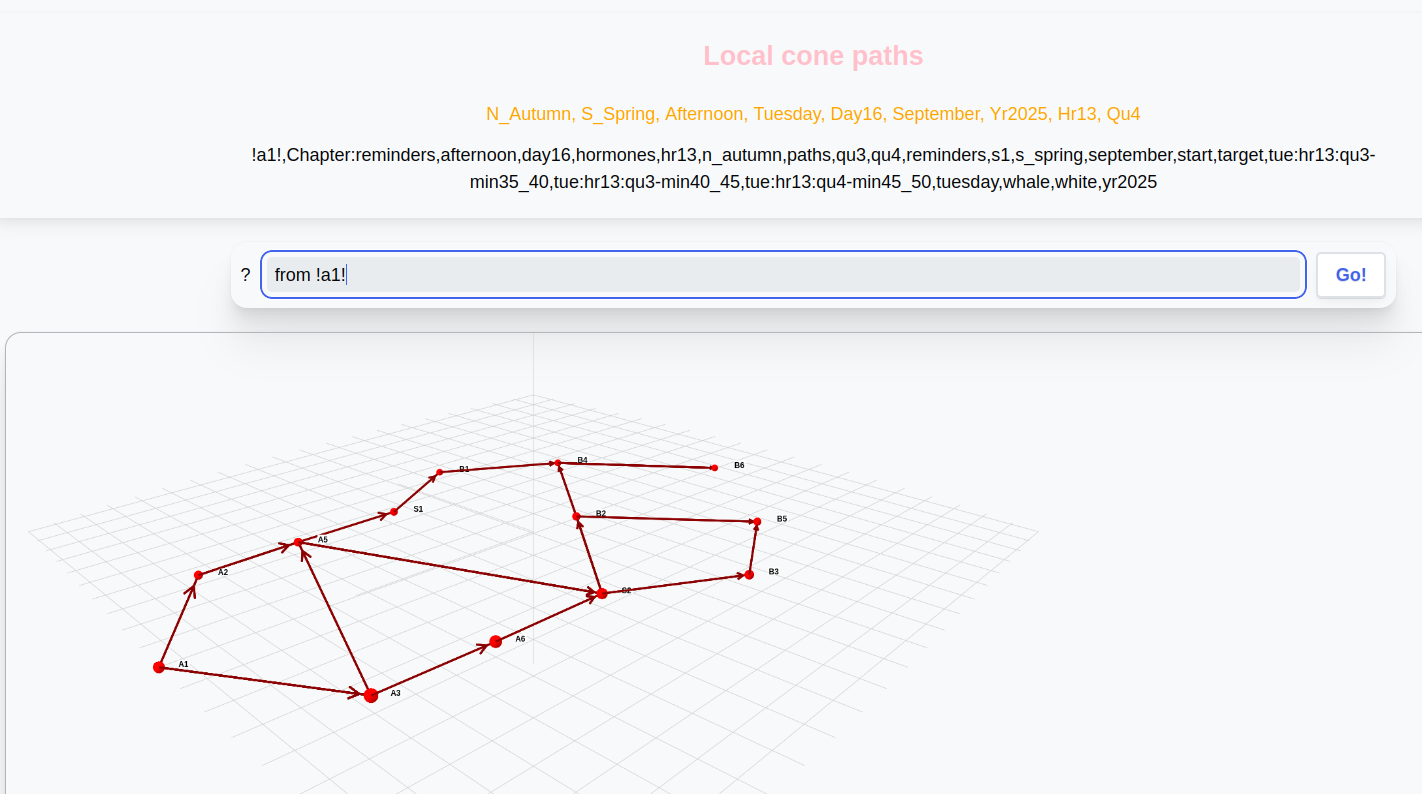 Local cone paths
N_Autumn, S_Spring, Afternoon, Tuesday, Day16, September, Yr2025, Hr13, Qu4
!a1!,Chapter:reminders,afternoon,day16,hormones,hr13,n_autumn,paths,qu3,qu4,reminders,s1,s_spring,september,start,target,tue:hr13:qu3-
min35_40,tue:hr13:qu3-min40_45,tue:hr13:qu4-min45_50,tuesday,whale,white,yr2025
? from !a1! Go!
B4
B6
B1
S1
B2
B5
A5
A2
B3
S2
A6
A1
A3